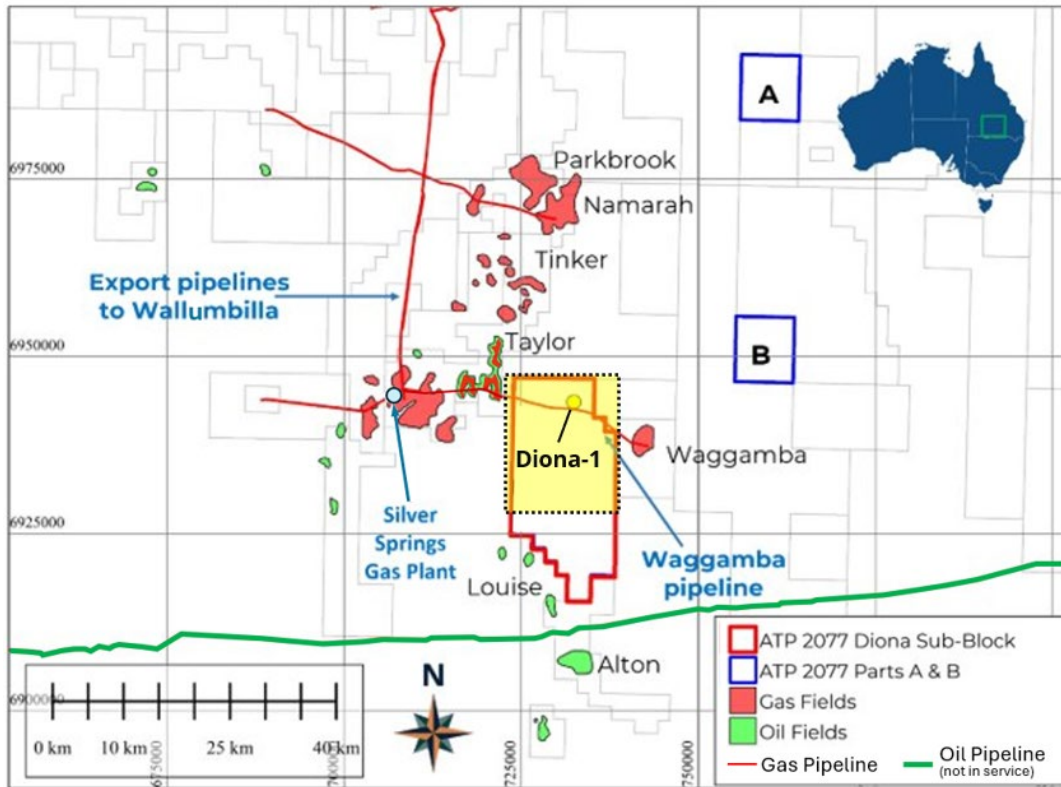 A
6975000
Parkbrook
Namarah
Tinker
Export pipelines
to Wallumbilla
6950000
Taylor
B
Diona-1
Waggamba
6925000
Silver
Springs
Gas Plant
Waggamba
pipeline
Louise
Alton
N
6900000
0 km 10 km 25 km 40 km
675000
700000
725000
750000
ATP 2077 Diona Sub-Block
ATP 2077 Parts A & B
Gas Fields
Oil Fields
Gas Pipeline
Oil Pipeline
(not in service)